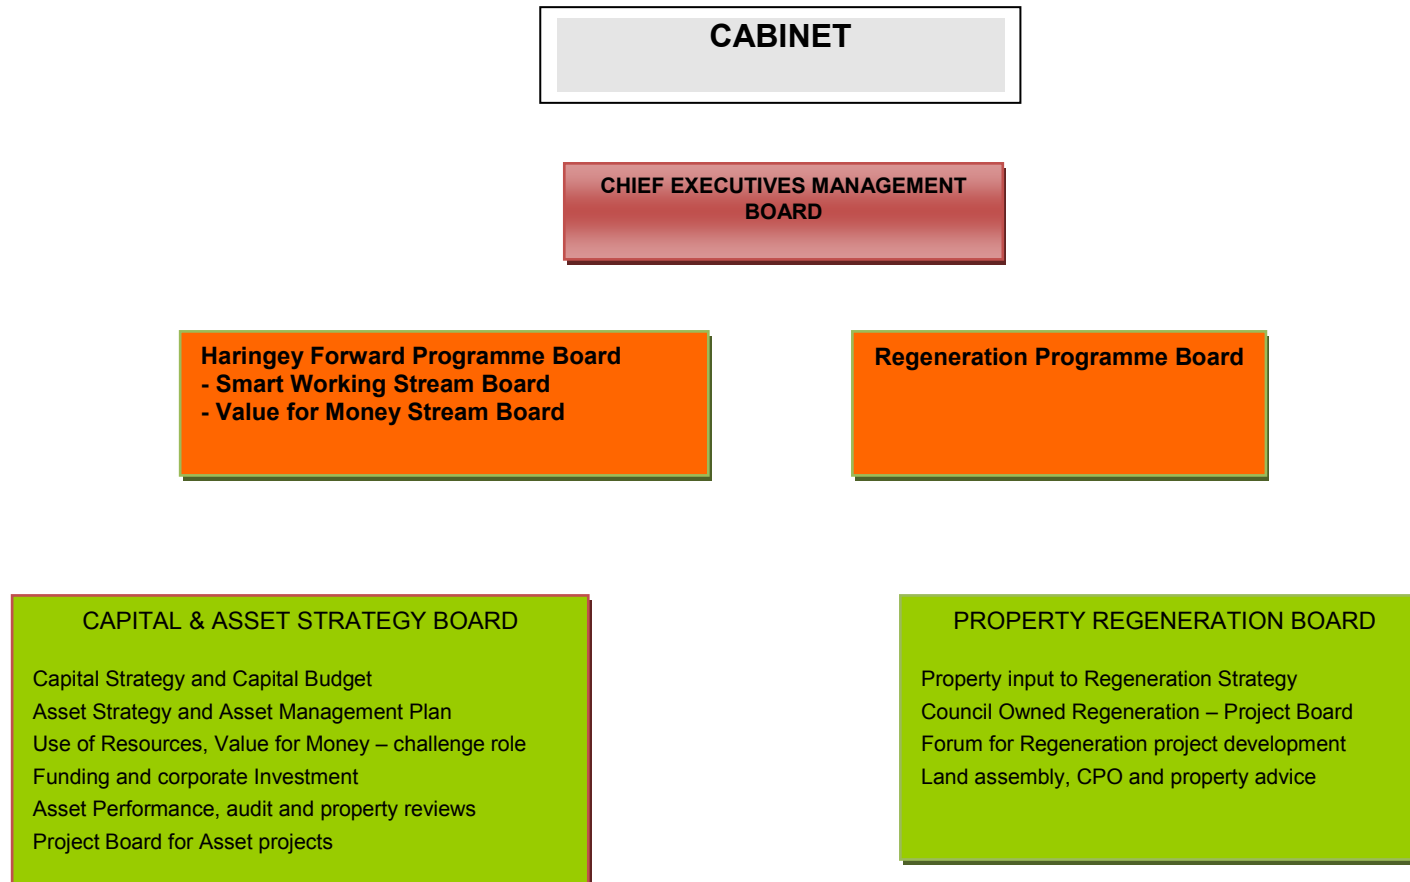 CABINET
CHIEF EXECUTIVES MANAGEMENT
BOARD
Haringey Forward Programme Board
- Smart Working Stream Board
- Value for Money Stream Board
Regeneration Programme Board
CAPITAL & ASSET STRATEGY BOARD
Capital Strategy and Capital Budget
Asset Strategy and Asset Management Plan
Use of Resources, Value for Money – challenge role
Funding and corporate Investment
Asset Performance, audit and property reviews
Project Board for Asset projects
PROPERTY REGENERATION BOARD
Property input to Regeneration Strategy
Council Owned Regeneration – Project Board
Forum for Regeneration project development
Land assembly, CPO and property advice